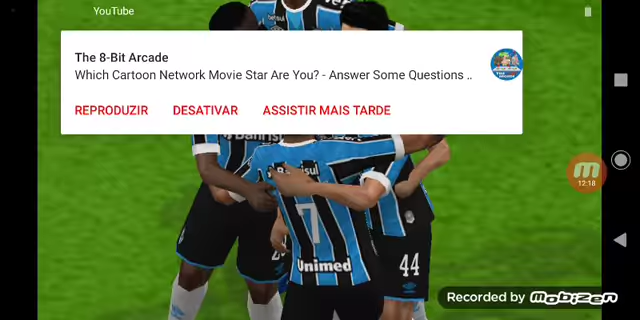 YouTube
The 8-Bit Arcade
Which Cartoon Network Movie Star Are You? - Answer Some Questions ..
REPRODUZIR DESATIVAR ASSISTIR MAIS TARDE
Banrisul
Banrisul
7
Unimed
44
12:18
Recorded by Mobizen